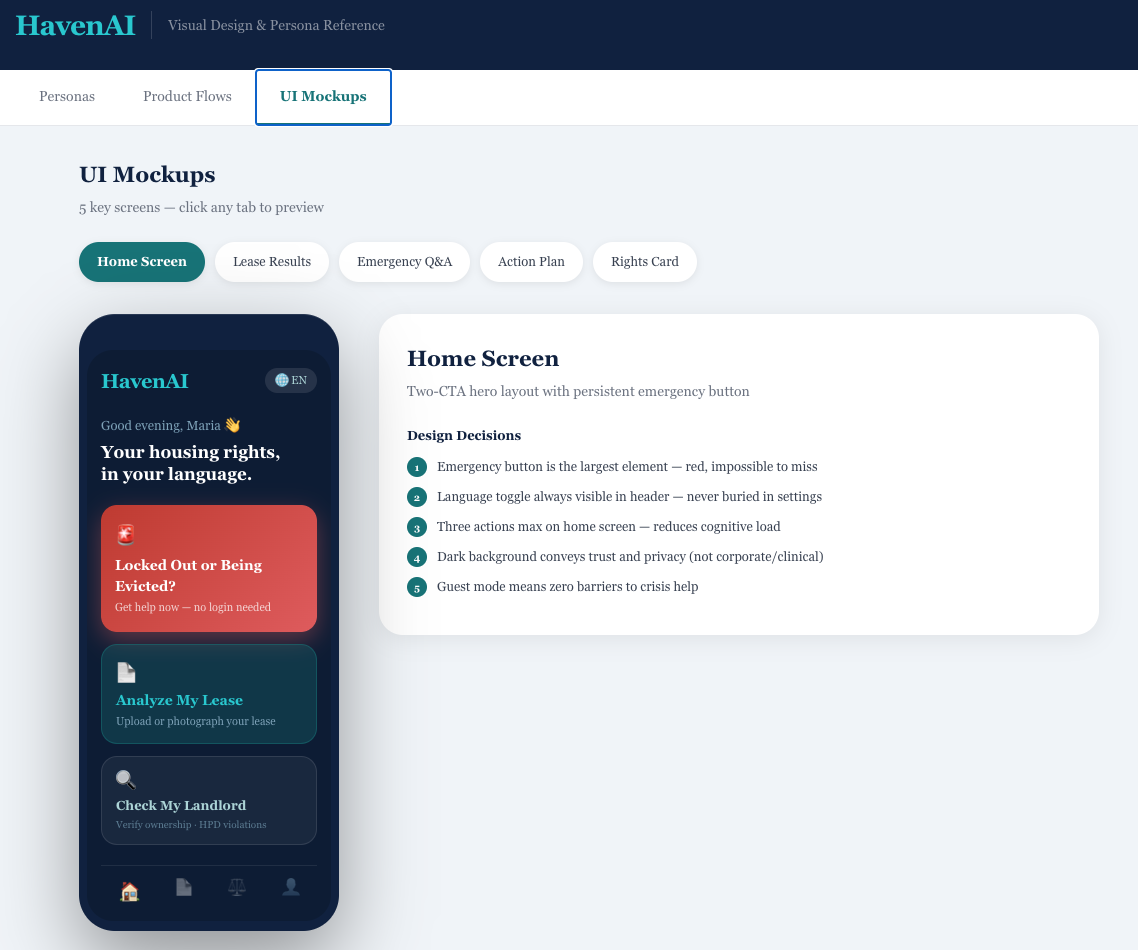 HavenAI
Visual Design & Persona Reference
Personas
Product Flows
UI Mockups
UI Mockups
5 key screens — click any tab to preview
Home Screen
Lease Results
Emergency Q&A
Action Plan
Rights Card
HavenAI
🌐 EN
Good evening, Maria 👋
Your housing rights,
in your language.
Locked Out or Being
Evicted?
Get help now — no login needed
Analyze My Lease
Upload or photograph your lease
Check My Landlord
Verify ownership · HPD violations
Home Screen
Two-CTA hero layout with persistent emergency button
Design Decisions
1 Emergency button is the largest element — red, impossible to miss
2 Language toggle always visible in header — never buried in settings
3 Three actions max on home screen — reduces cognitive load
4 Dark background conveys trust and privacy (not corporate/clinical)
5 Guest mode means zero barriers to crisis help